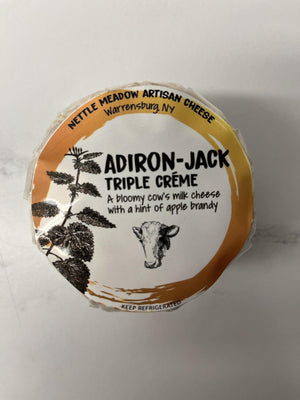 NETTLE MEADOW ARTISAN CHEESE
Warrensburg, NY
ADIRON-JACK
TRIPLE CRÉME
A bloomy cow's milk cheese
with a hint of apple brandy
KEEP REFRIGERATED